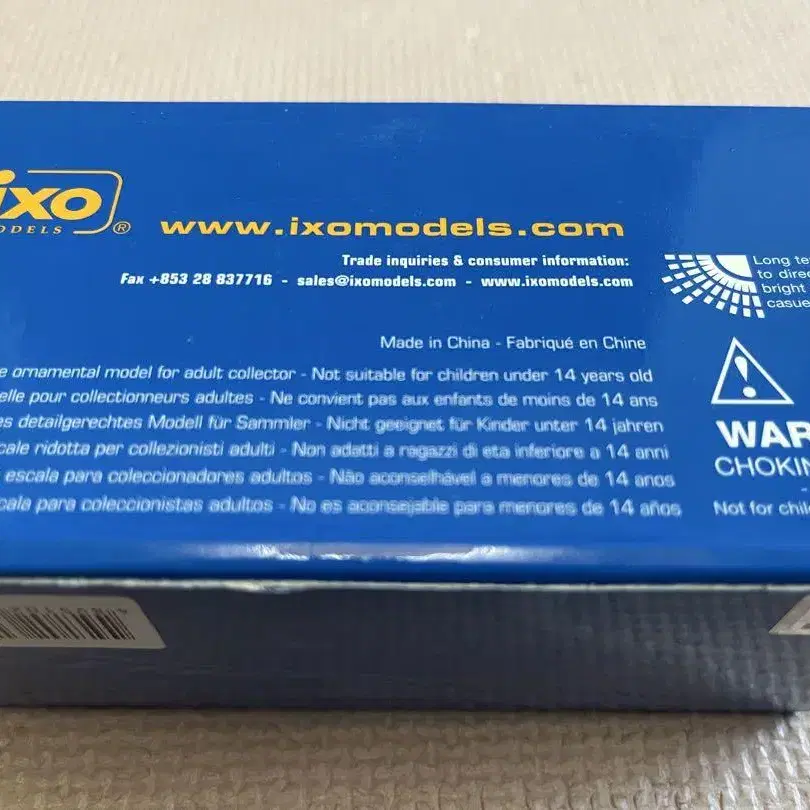 ixo
ODELS ®
www.ixomodels.com
Trade inquiries & consumer information:
Fax +853 28 837716 - sales@ixomodels.com - www.ixomodels.com
Long te
to direc
bright
casue
Made in China - Fabriqué en Chine
e ornamental model for adult collector - Not suitable for children under 14 years old
elle pour collectionneurs adultes - Ne convient pas aux enfants de moins de 14 ans
es detailgerechtes Modell für Sammler - Nicht geeignet für Kinder unter 14 jahren
cale ridotta per collezionisti adulti - Non adatti a ragazzi di eta inferiore a 14 anni
escala para coleccionadores adultos - Não aconselhável a menores de 14 anos
cala para coleccionistas adultos - No es aconsejable para menores de 14 años
WAR
CHOKIN
Not for chil